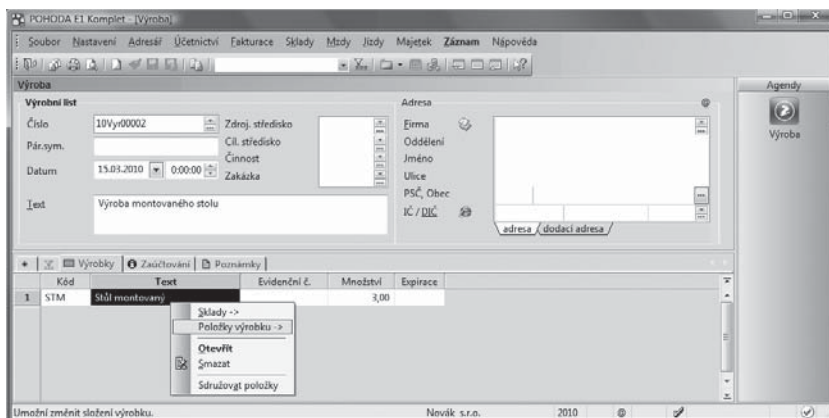 POHODA E1 Komplet - [Výroba]
Soubor Nastavení Adresář Účetnictví Fakturace Sklady Mzdy Jízdy Majetek Záznam Nápověda
Výroba
Agendy
Výrobní list
Adresa
Číslo 10Vyr00002 Zdroj. středisko Firma
Výroba
Pár.sym. Cíl. středisko Oddělení
Činnost Jméno
Datum 15.03.2010 0:00:00 Zakázka Ulice
PSČ, Obec
Text Výroba montovaného stolu IČ / DIČ
adresa dodací adresa
Výrobky Zaúčtování Poznámky
Kód Text Evidenční č. Množství Expirace
1 STM Stůl montovaný 3,00
Sklady ->
Položky výrobku ->
Otevřít
Smazat
Sdružovat položky
Umožní změnit složení výrobku. Novák s.r.o. 2010 @